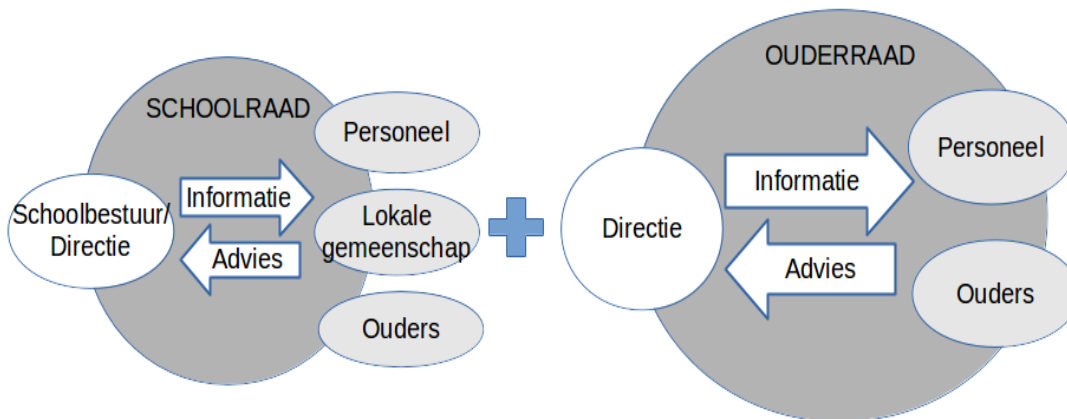 SCHOOLRAAD
Personeel
Informatie
Schoolbestuur/
Directie
Lokale
gemeenschap
Advies
Ouders
OUDERRAAD
Personeel
Informatie
Directie
Advies
Ouders